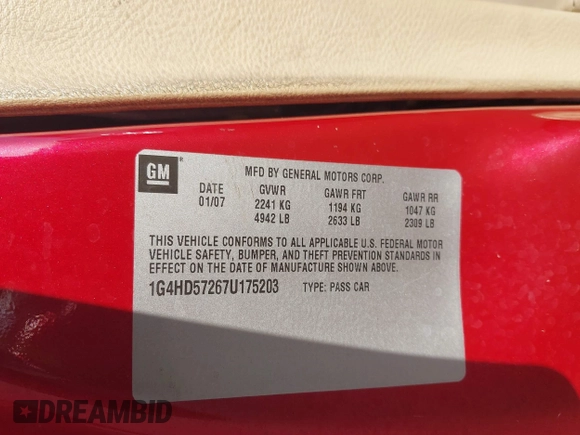 GM
MFD BY GENERAL MOTORS CORP.
DATE GVWR GAWR FRT GAWR RR
01/07 2241 KG 1194 KG 1047 KG
4942 LB 2633 LB 2309 LB
THIS VEHICLE CONFORMS TO ALL APPLICABLE U.S. FEDERAL MOTOR
VEHICLE SAFETY, BUMPER, AND THEFT PREVENTION STANDARDS IN
EFFECT ON THE DATE OF MANUFACTURE SHOWN ABOVE.
1G4HD57267U175203 TYPE: PASS CAR
DREAMBID